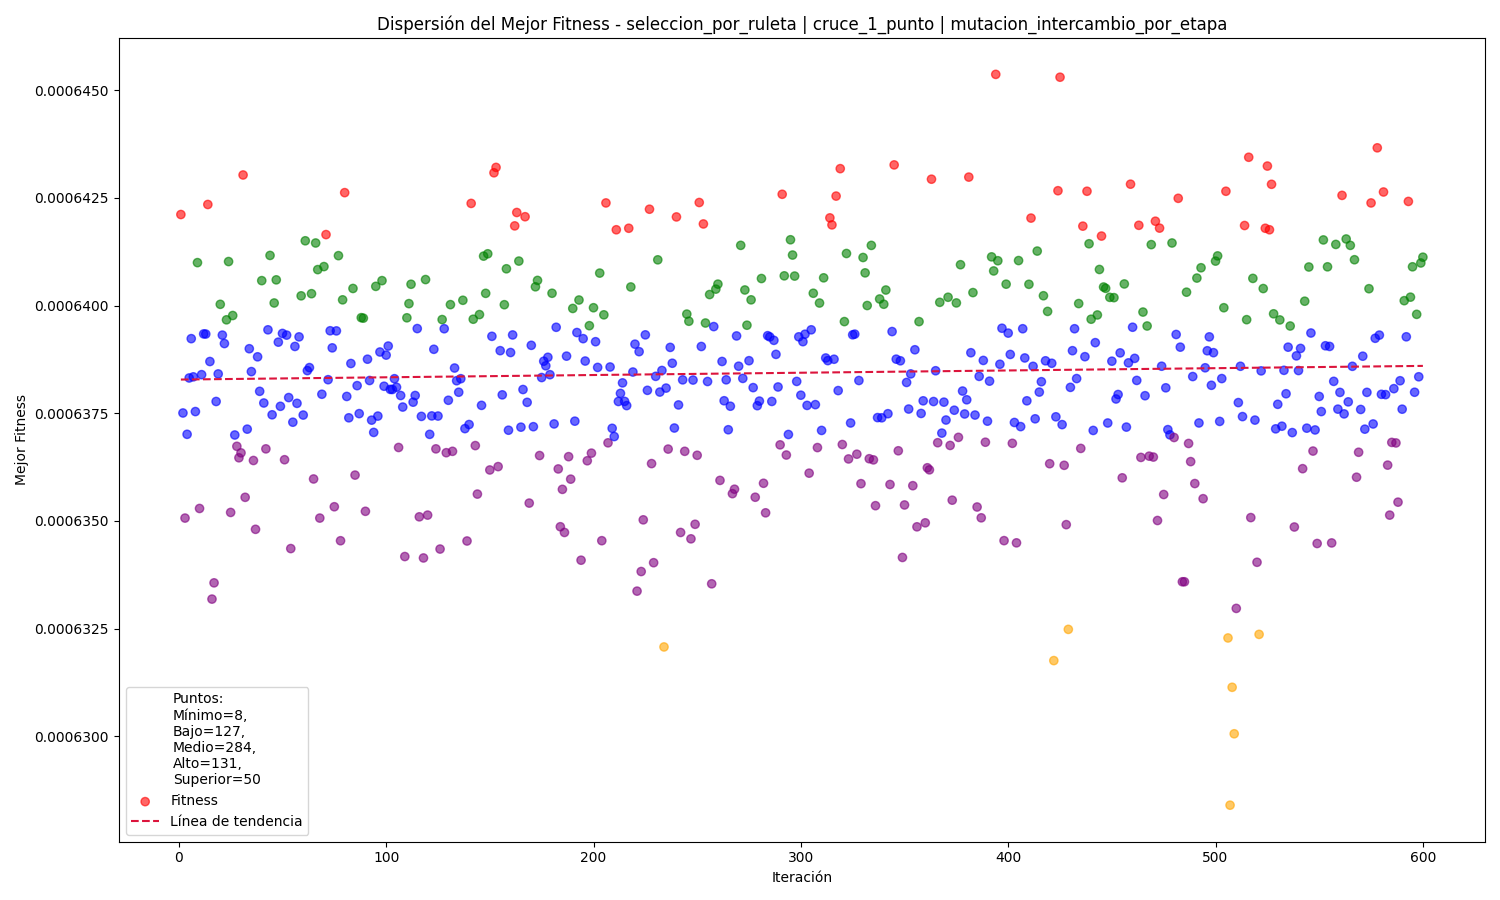 Dispersión del Mejor Fitness - seleccion_por_ruleta | cruce_1_punto | mutacion_intercambio_por_etapa
Mejor Fitness
0.0006450
0.0006425
0.0006400
0.0006375
0.0006350
0.0006325
0.0006300
Puntos:
Mínimo=8,
Bajo=127,
Medio=284,
Alto=131,
Superior=50
Fitness
Línea de tendencia
0 100 200 300 400 500 600
Iteración